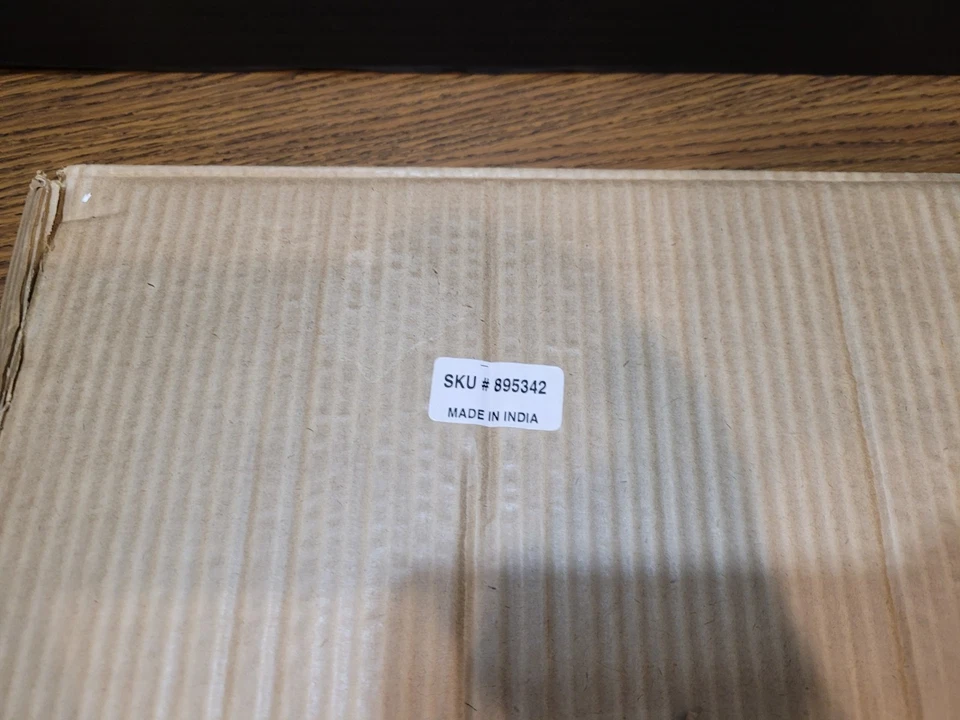 SKU # 895342
MADE IN INDIA